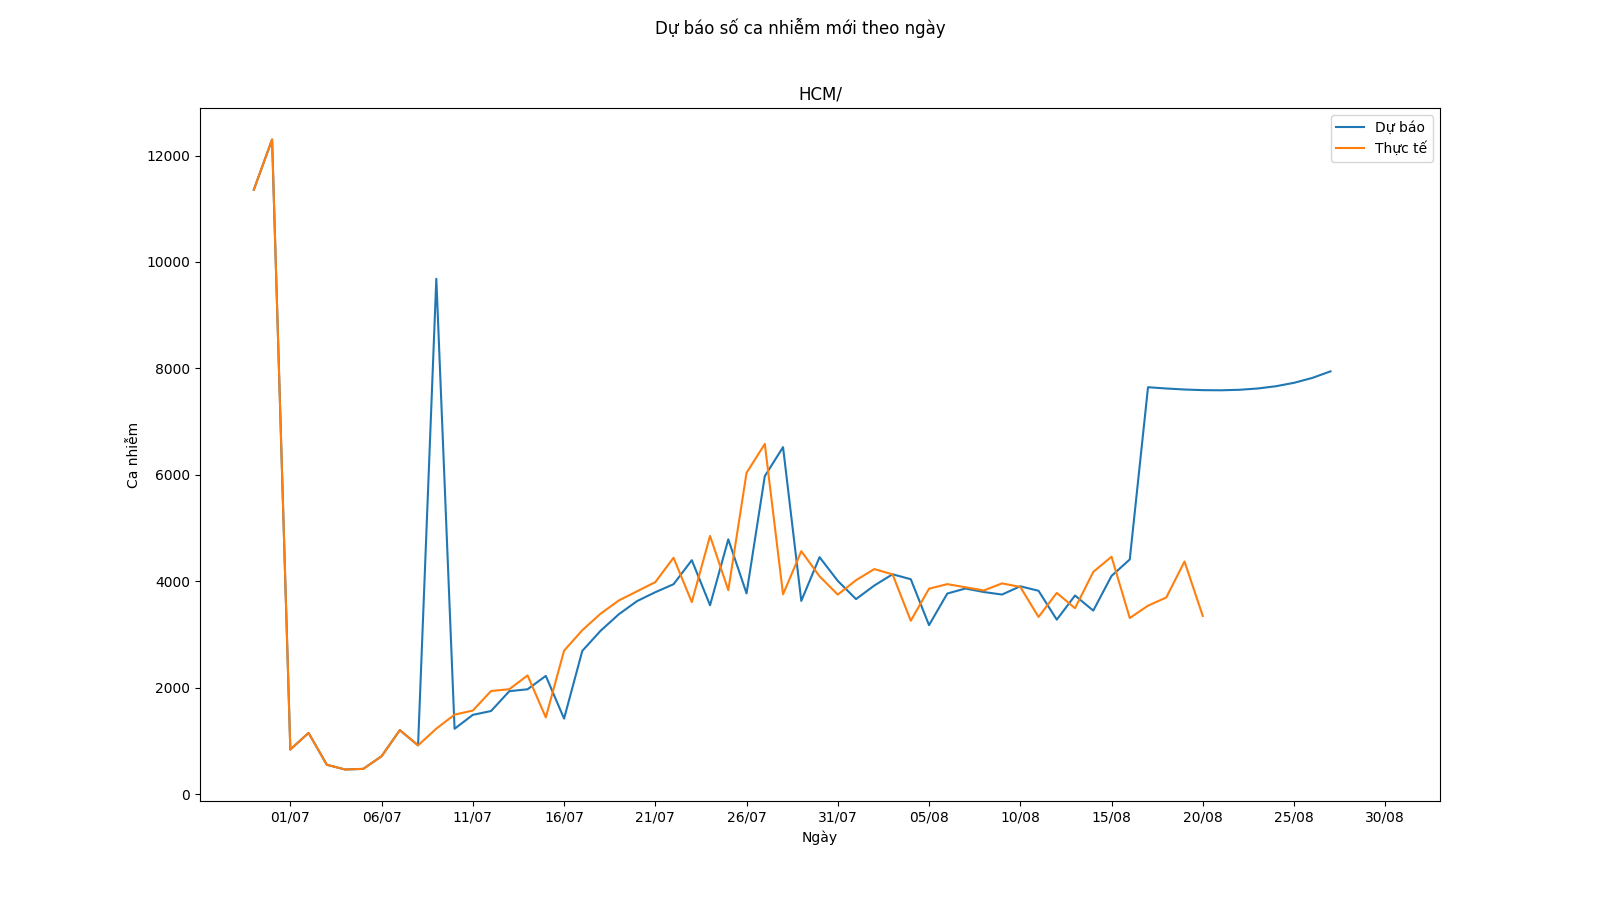 Dự báo số ca nhiễm mới theo ngày
HCM/
Dự báo
Thực tế
12000
10000
8000
6000
4000
2000
0
Ca nhiễm
01/07 06/07 11/07 16/07 21/07 26/07 31/07 05/08 10/08 15/08 20/08 25/08 30/08
Ngày